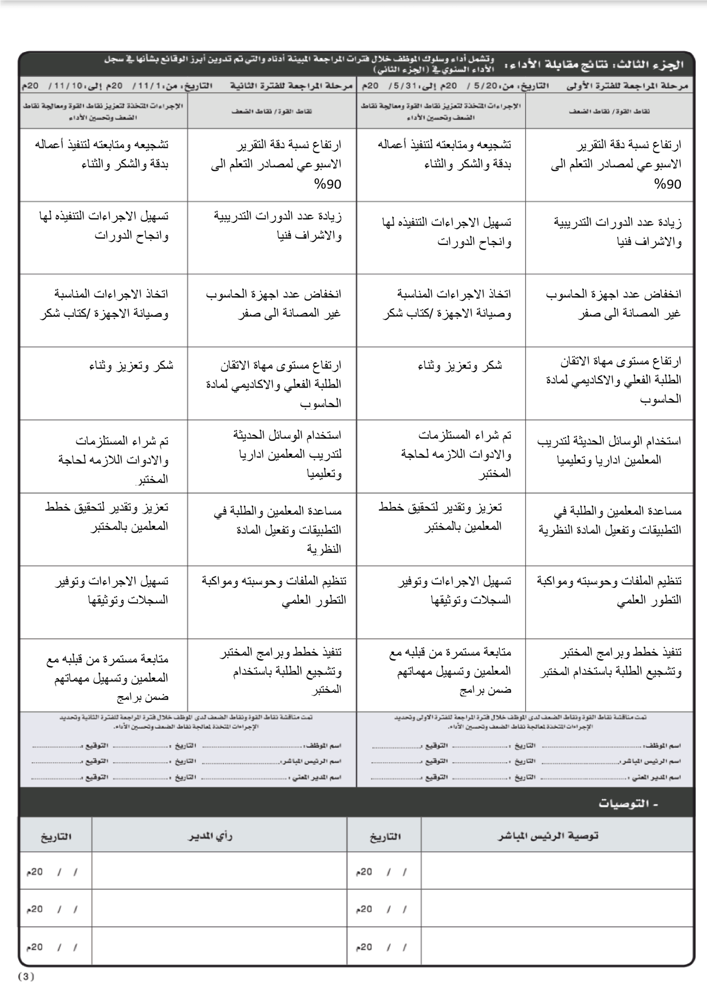 الجزء الثالث: نتائج مقابلة الأداء:
وتشمل أداء وسلوك الموظف خلال فترات المراجعة المبينة أدناه والتي تم تدوين أبرز الوقائع بشأنها في سجل
الأداء السنوي في (الجزء الثاني)
مرحلة المراجعة للفترة الأولى التاريخ: من: 5/20 / 20م إلى: 5/31/ 20م
مرحلة المراجعة للفترة الثانية التاريخ: من: 11/1/ 20م إلى: 11/10/ 20م
نقاط القوة / نقاط الضعف
الإجراءات المتخذة لتعزيز نقاط القوة ومعالجة نقاط
الضعف وتحسين الأداء
نقاط القوة / نقاط الضعف
الإجراءات المتخذة لتعزيز نقاط القوة ومعالجة نقاط
الضعف وتحسين الأداء
ارتفاع نسبة دقة التقرير
الاسبوعي لمصادر التعلم الى
90%
تشجيعه ومتابعته لتنفيذ أعماله
بدقة والشكر والثناء
ارتفاع نسبة دقة التقرير
الاسبوعي لمصادر التعلم الى
90%
تشجيعه ومتابعته لتنفيذ أعماله
بدقة والشكر والثناء
زيادة عدد الدورات التدريبية
والاشراف فنيا
تسهيل الاجراءات التنفيذه لها
وانجاح الدورات
زيادة عدد الدورات التدريبية
والاشراف فنيا
تسهيل الاجراءات التنفيذه لها
وانجاح الدورات
انخفاض عدد اجهزة الحاسوب
غير المصانة الى صفر
اتخاذ الاجراءات المناسبة
وصيانة الاجهزة /كتاب شكر
انخفاض عدد اجهزة الحاسوب
غير المصانة الى صفر
اتخاذ الاجراءات المناسبة
وصيانة الاجهزة /كتاب شكر
ارتفاع مستوى مهاة الاتقان
الطلبة الفعلي والاكاديمي لمادة
الحاسوب
شكر وتعزيز وثناء
ارتفاع مستوى مهاة الاتقان
الطلبة الفعلي والاكاديمي لمادة
الحاسوب
شكر وتعزيز وثناء
استخدام الوسائل الحديثة لتدريب
المعلمين اداريا وتعليميا
تم شراء المستلزمات
والادوات اللازمه لحاجة
المختبر
استخدام الوسائل الحديثة
لتدريب المعلمين اداريا
وتعليميا
تم شراء المستلزمات
والادوات اللازمه لحاجة
المختبر
مساعدة المعلمين والطلبة في
التطبيقات وتفعيل المادة النظرية
تعزيز وتقدير لتحقيق خطط
المعلمين بالمختبر
مساعدة المعلمين والطلبة في
التطبيقات وتفعيل المادة
النظرية
تعزيز وتقدير لتحقيق خطط
المعلمين بالمختبر
تنظيم الملفات وحوسبته ومواكبة
التطور العلمي
تسهيل الاجراءات وتوفير
السجلات وتوثيقها
تنظيم الملفات وحوسبته ومواكبة
التطور العلمي
تسهيل الاجراءات وتوفير
السجلات وتوثيقها
تنفيذ خطط وبرامج المختبر
وتشجيع الطلبة باستخدام المختبر
متابعة مستمرة من قبلبه مع
المعلمين وتسهيل مهماتهم
ضمن برامج
تنفيذ خطط وبرامج المختبر
وتشجيع الطلبة باستخدام
المختبر
متابعة مستمرة من قبلبه مع
المعلمين وتسهيل مهماتهم
ضمن برامج
تمت مناقشة نقاط القوة ونقاط الضعف لدى الموظف خلال فترة المراجعة للفترة الاولى وتحديد
الإجراءات المتخذة لمعالجة نقاط الضعف وتحسين الأداء.
اسم الموظف: التاريخ : التوقيع :
اسم الرئيس المباشر: التاريخ : التوقيع :
اسم المدير المعني : التاريخ : التوقيع :
تمت مناقشة نقاط القوة ونقاط الضعف لدى الموظف خلال فترة المراجعة للفترة الثانية وتحديد
الإجراءات المتخذة لمعالجة نقاط الضعف وتحسين الأداء.
اسم الموظف: التاريخ : التوقيع :
اسم الرئيس المباشر: التاريخ : التوقيع :
اسم المدير المعني : التاريخ : التوقيع :
- التوصيات
توصية الرئيس المباشر التاريخ رأي المدير التاريخ
/ / 20م / / 20م
/ / 20م / / 20م
/ / 20م / / 20م
(3)